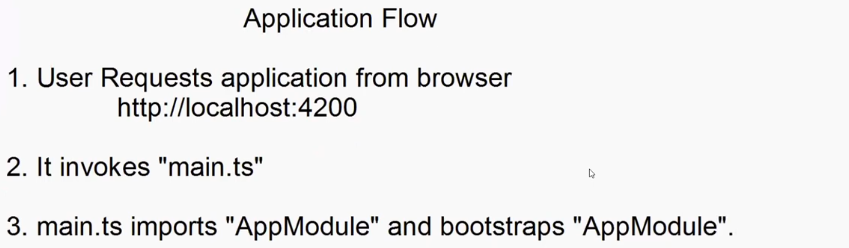 Application Flow
1. User Requests application from browser
http://localhost:4200
2. It invokes "main.ts"
3. main.ts imports "AppModule" and bootstraps "AppModule".